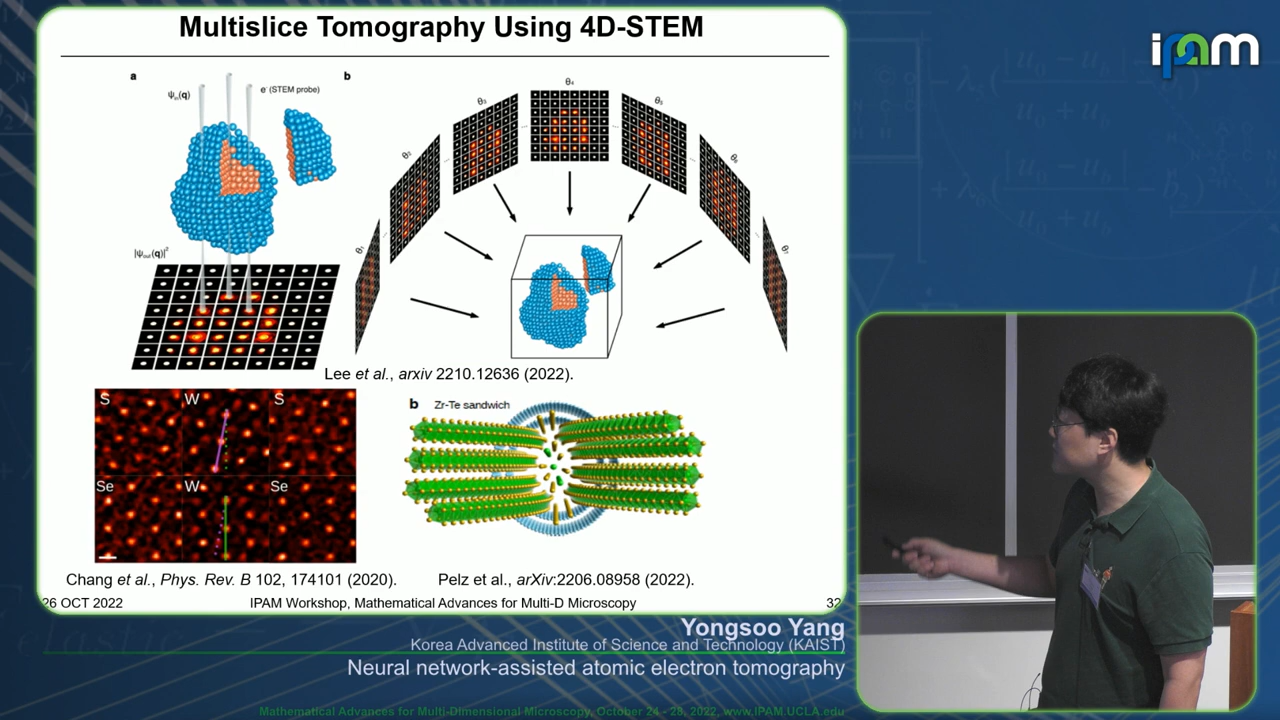 Multislice Tomography Using 4D-STEM
ipam
a
b
ψin(q)
e- (STEM probe)
|ψout(q)|²
θ1
θ2
θ3
θ4
θ5
θ6
θ7
Lee et al., arxiv 2210.12636 (2022).
S
W
S
Se
W
Se
b Zr-Te sandwich
Chang et al., Phys. Rev. B 102, 174101 (2020).
Pelz et al., arXiv:2206.08958 (2022).
26 OCT 2022
IPAM Workshop, Mathematical Advances for Multi-D Microscopy
32
Yongsoo Yang
Korea Advanced Institute of Science and Technology (KAIST)
Neural network-assisted atomic electron tomography
Mathematical Advances for Multi-Dimensional Microscopy, October 24 - 28, 2022, www.IPAM.UCLA.edu